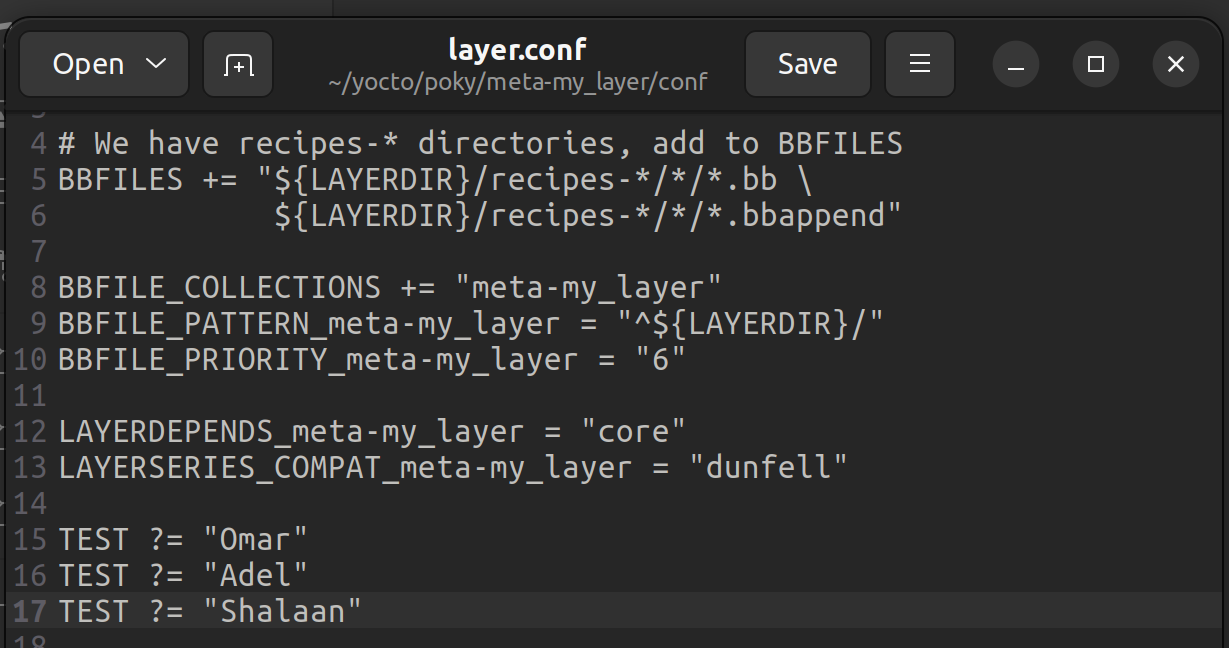 Open
layer.conf
~/yocto/poky/meta-my_layer/conf
Save
3
4 # We have recipes-* directories, add to BBFILES
5 BBFILES += "${LAYERDIR}/recipes-*/*/*.bb \
6             ${LAYERDIR}/recipes-*/*/*.bbappend"
7
8 BBFILE_COLLECTIONS += "meta-my_layer"
9 BBFILE_PATTERN_meta-my_layer = "^${LAYERDIR}/"
10 BBFILE_PRIORITY_meta-my_layer = "6"
11
12 LAYERDEPENDS_meta-my_layer = "core"
13 LAYERSERIES_COMPAT_meta-my_layer = "dunfell"
14
15 TEST ?= "Omar"
16 TEST ?= "Adel"
17 TEST ?= "Shalaan"
18